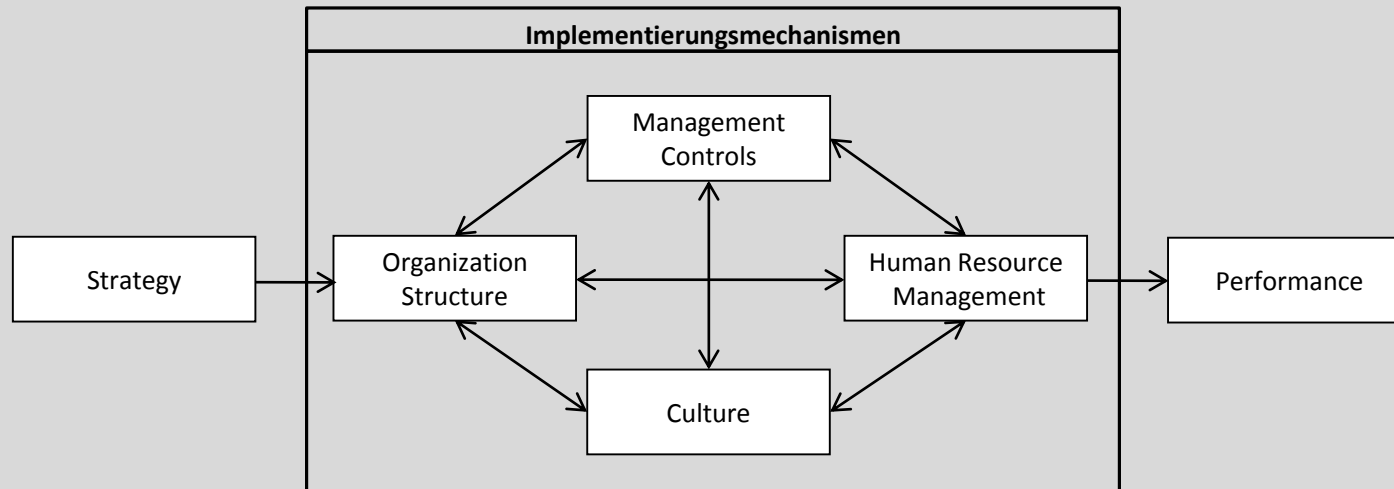 Implementierungsmechanismen
Management
Controls
Strategy
Organization
Structure
Human Resource
Management
Performance
Culture